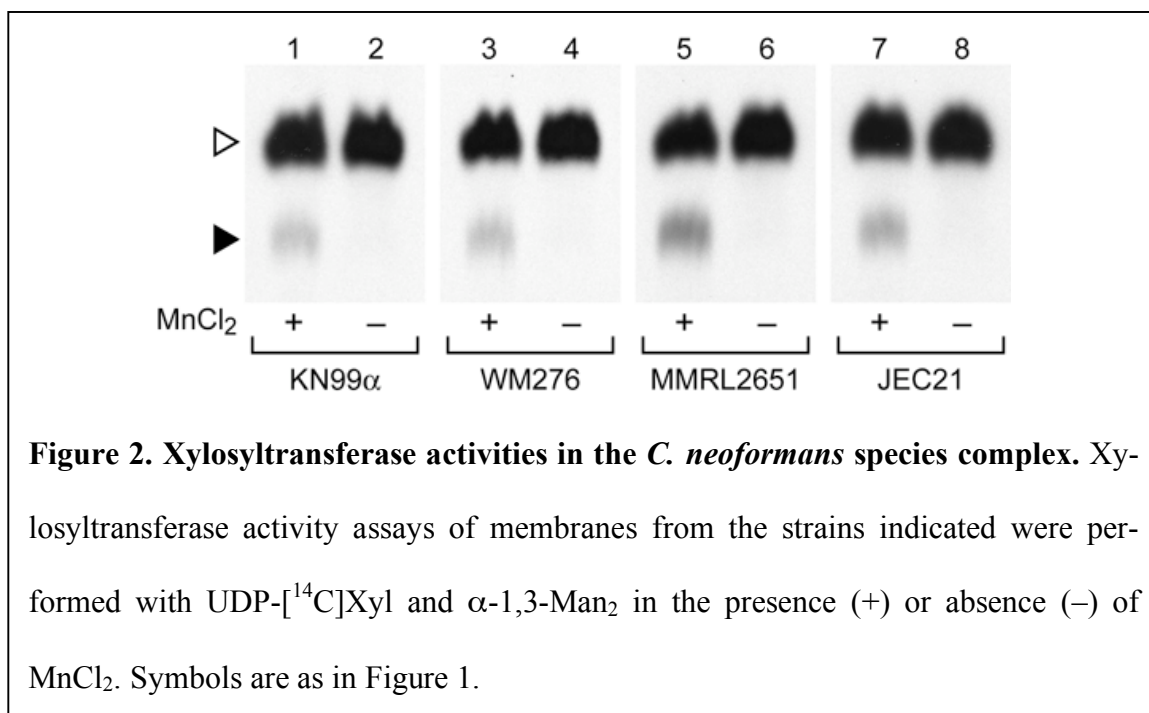 1 2 3 4 5 6 7 8
MnCl₂ + – + – + – + –
KN99α WM276 MMRL2651 JEC21
Figure 2. Xylosyltransferase activities in the C. neoformans species complex. Xy-
losyltransferase activity assays of membranes from the strains indicated were per-
formed with UDP-[¹⁴C]Xyl and α-1,3-Man₂ in the presence (+) or absence (–) of
MnCl₂. Symbols are as in Figure 1.